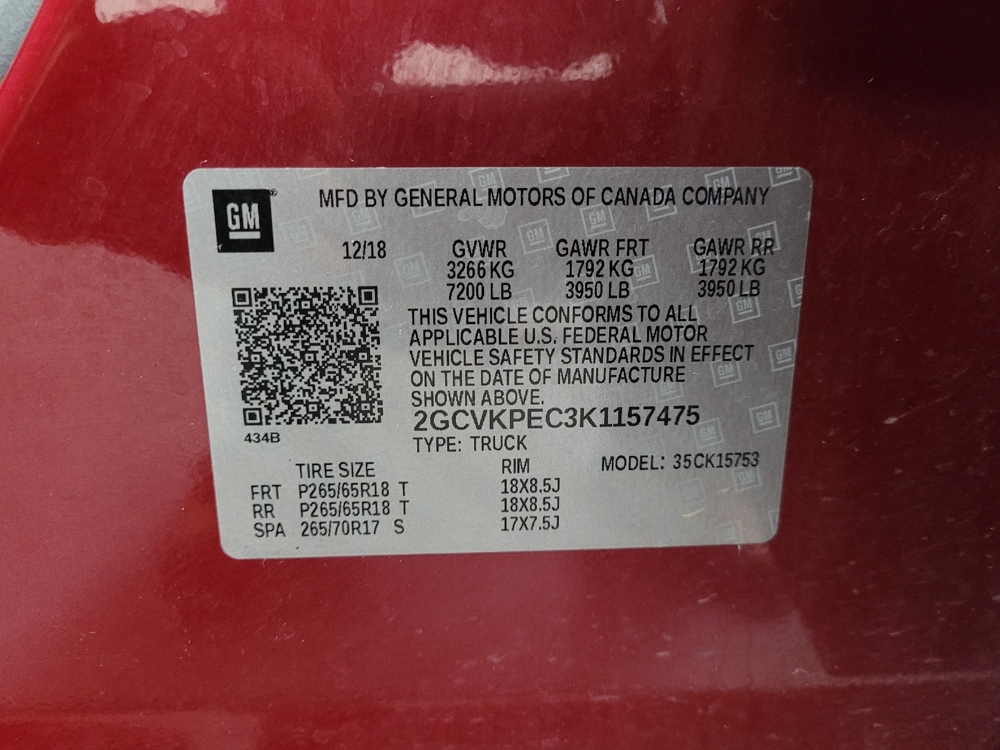 GM
MFD BY GENERAL MOTORS OF CANADA COMPANY
12/18 GVWR GAWR FRT GAWR RR
3266 KG 1792 KG 1792 KG
7200 LB 3950 LB 3950 LB
THIS VEHICLE CONFORMS TO ALL
APPLICABLE U.S. FEDERAL MOTOR
VEHICLE SAFETY STANDARDS IN EFFECT
ON THE DATE OF MANUFACTURE
SHOWN ABOVE.
2GCVKPEC3K1157475
434B
TYPE: TRUCK
TIRE SIZE RIM MODEL: 35CK15753
FRT P265/65R18 T 18X8.5J
RR P265/65R18 T 18X8.5J
SPA 265/70R17 S 17X7.5J